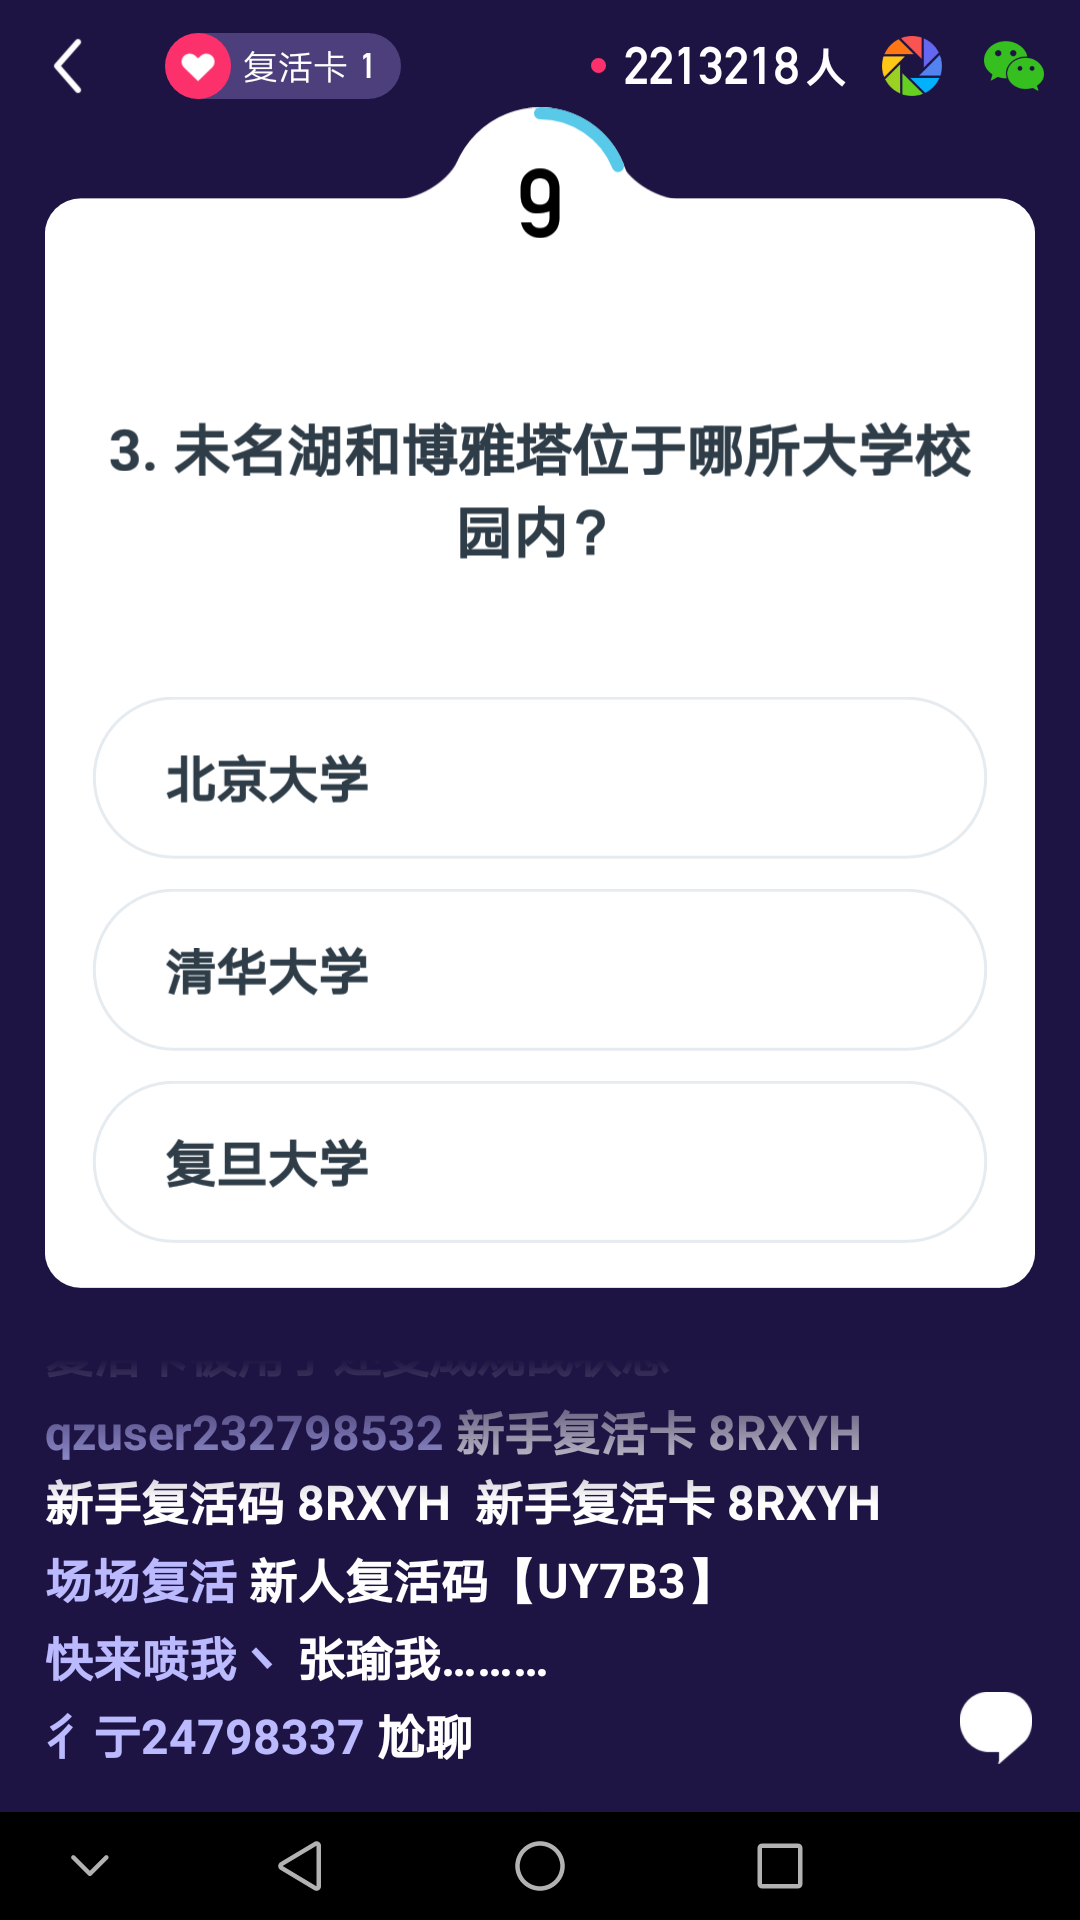 复活卡 1
2213218人
9
3. 未名湖和博雅塔位于哪所大学校
园内？
北京大学
清华大学
复旦大学
qzuser232798532 新手复活卡 8RXYH
新手复活码 8RXYH 新手复活卡 8RXYH
场场复活 新人复活码【UY7B3】
快来喷我丶 张瑜我………
彳亍24798337 尬聊